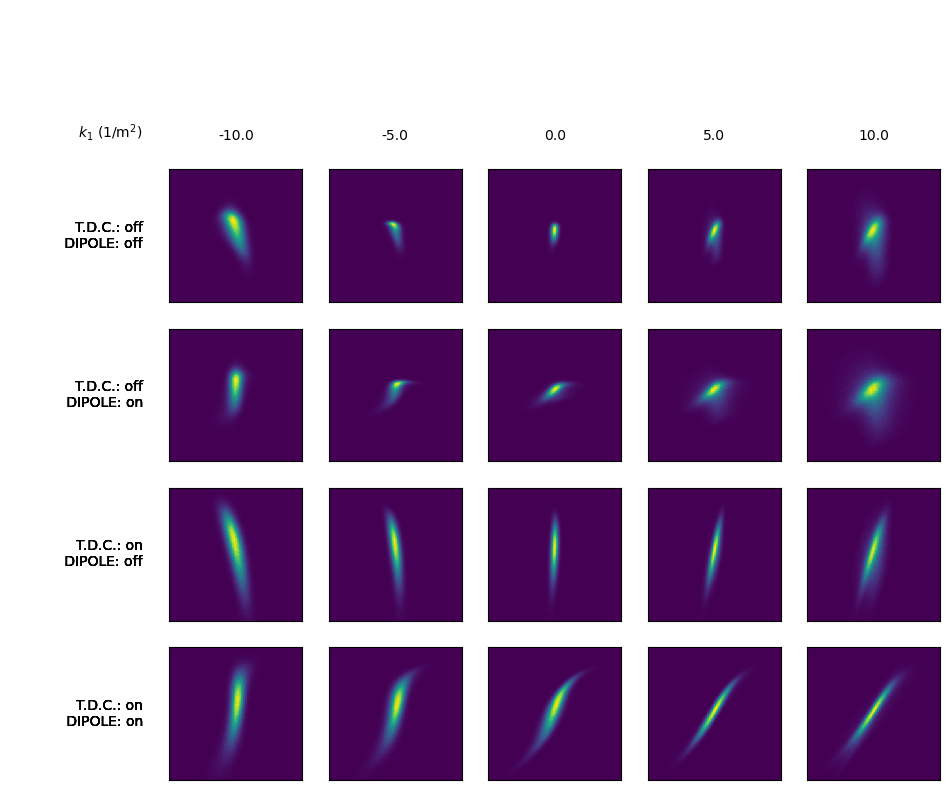 k₁ (1/m²) -10.0 -5.0 0.0 5.0 10.0
T.D.C.: off
DIPOLE: off
T.D.C.: off
DIPOLE: on
T.D.C.: on
DIPOLE: off
T.D.C.: on
DIPOLE: on